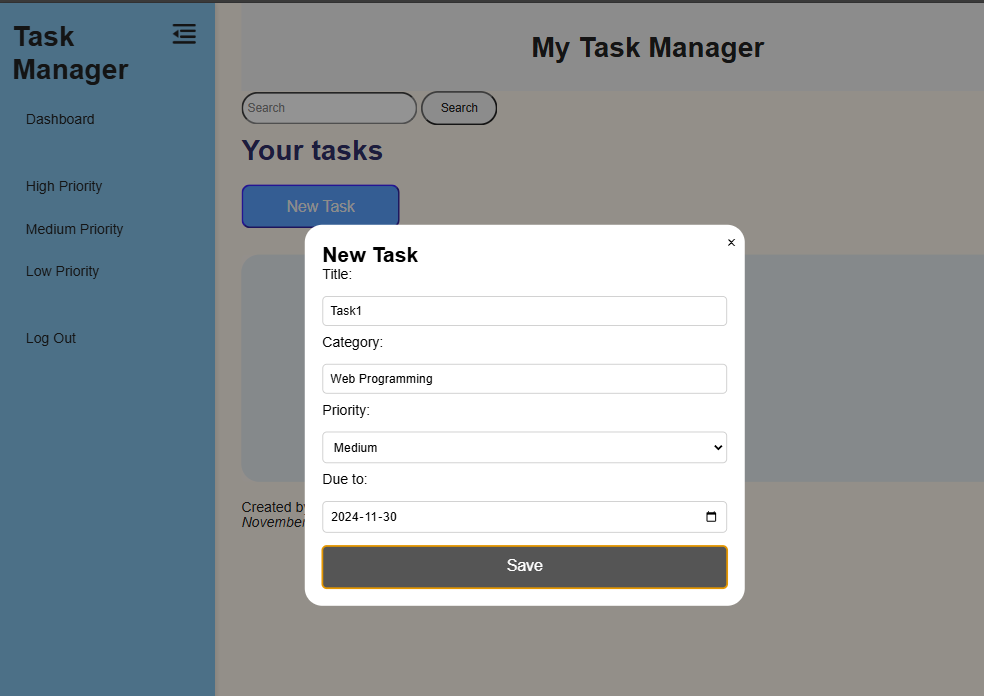 Task
Manager
Dashboard
High Priority
Medium Priority
Low Priority
Log Out
My Task Manager
Search
Search
Your tasks
New Task
New Task
×
Title:
Task1
Category:
Web Programming
Priority:
Medium
Due to:
2024-11-30
Save
Created by
November